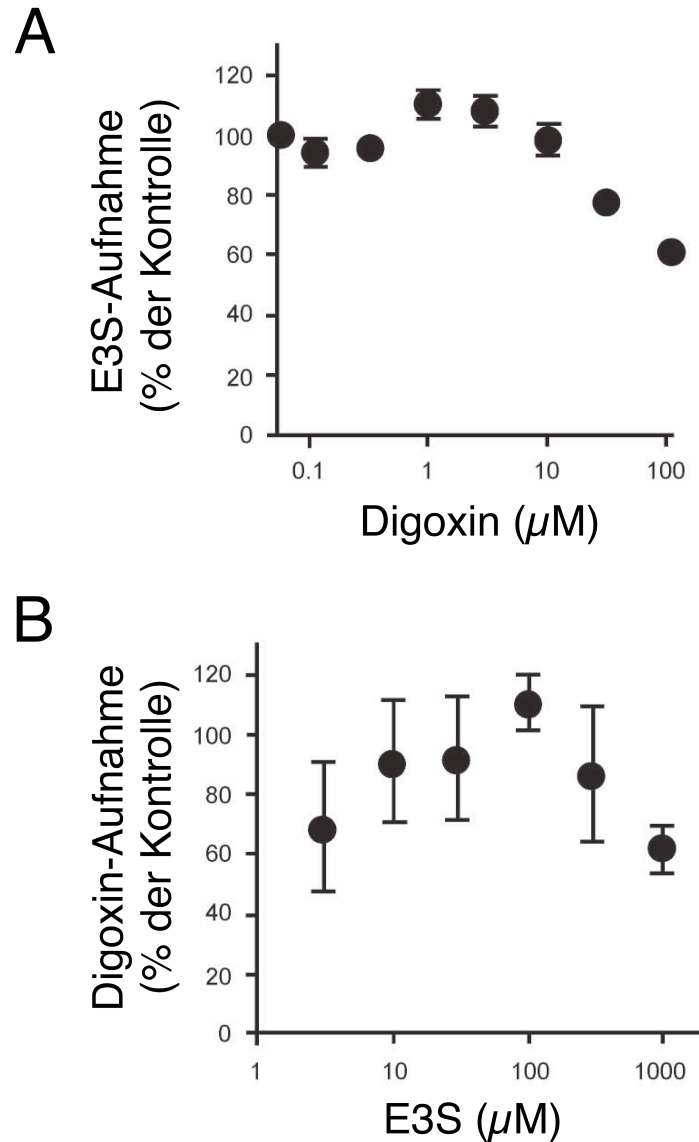 A
E3S-Aufnahme
(% der Kontrolle)
120
100
80
60
40
20
0
0.1
1
10
100
Digoxin (µM)
B
Digoxin-Aufnahme
(% der Kontrolle)
120
100
80
60
40
20
0
1
10
100
1000
E3S (µM)